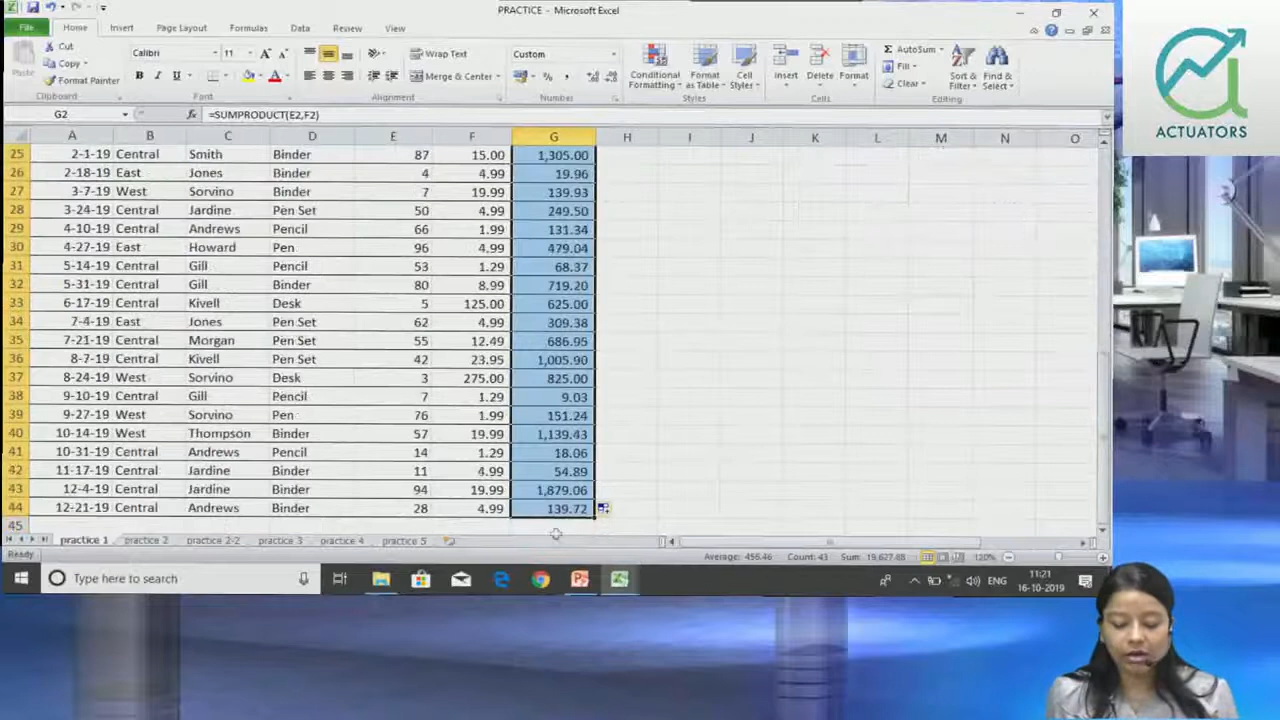 PRACTICE - Microsoft Excel
File Home Insert Page Layout Formulas Data Review View
Cut
Copy
Format Painter
Paste
Clipboard
Calibri 11
B I U A
Font
Wrap Text
Merge & Center
Alignment
Custom
% ,
Number
Conditional Formatting
Format as Table
Cell Styles
Styles
Insert Delete Format
Cells
Σ AutoSum
Fill
Clear
Sort & Filter
Find & Select
Editing
G2 fx =SUMPRODUCT(E2,F2)
A B C D E F G H I J K L M N O
25 2-1-19 Central Smith Binder 87 15.00 1,305.00
26 2-18-19 East Jones Binder 4 4.99 19.96
27 3-7-19 West Sorvino Binder 7 19.99 139.93
28 3-24-19 Central Jardine Pen Set 50 4.99 249.50
29 4-10-19 Central Andrews Pencil 66 1.99 131.34
30 4-27-19 East Howard Pen 96 4.99 479.04
31 5-14-19 Central Gill Pencil 53 1.29 68.37
32 5-31-19 Central Gill Binder 80 8.99 719.20
33 6-17-19 Central Kivell Desk 5 125.00 625.00
34 7-4-19 East Jones Pen Set 62 4.99 309.38
35 7-21-19 Central Morgan Pen Set 55 12.49 686.95
36 8-7-19 Central Kivell Pen Set 42 23.95 1,005.90
37 8-24-19 West Sorvino Desk 3 275.00 825.00
38 9-10-19 Central Gill Pencil 7 1.29 9.03
39 9-27-19 West Sorvino Pen 76 1.99 151.24
40 10-14-19 West Thompson Binder 57 19.99 1,139.43
41 10-31-19 Central Andrews Pencil 14 1.29 18.06
42 11-17-19 Central Jardine Binder 11 4.99 54.89
43 12-4-19 Central Jardine Binder 94 19.99 1,879.06
44 12-21-19 Central Andrews Binder 28 4.99 139.72
45
practice 1 practice 2 practice 2-2 practice 3 practice 4 practice 5
Ready Average: 456.46 Count: 43 Sum: 19,627.88 120%
Type here to search
ENG
11:21
16-10-2019
ACTUATORS